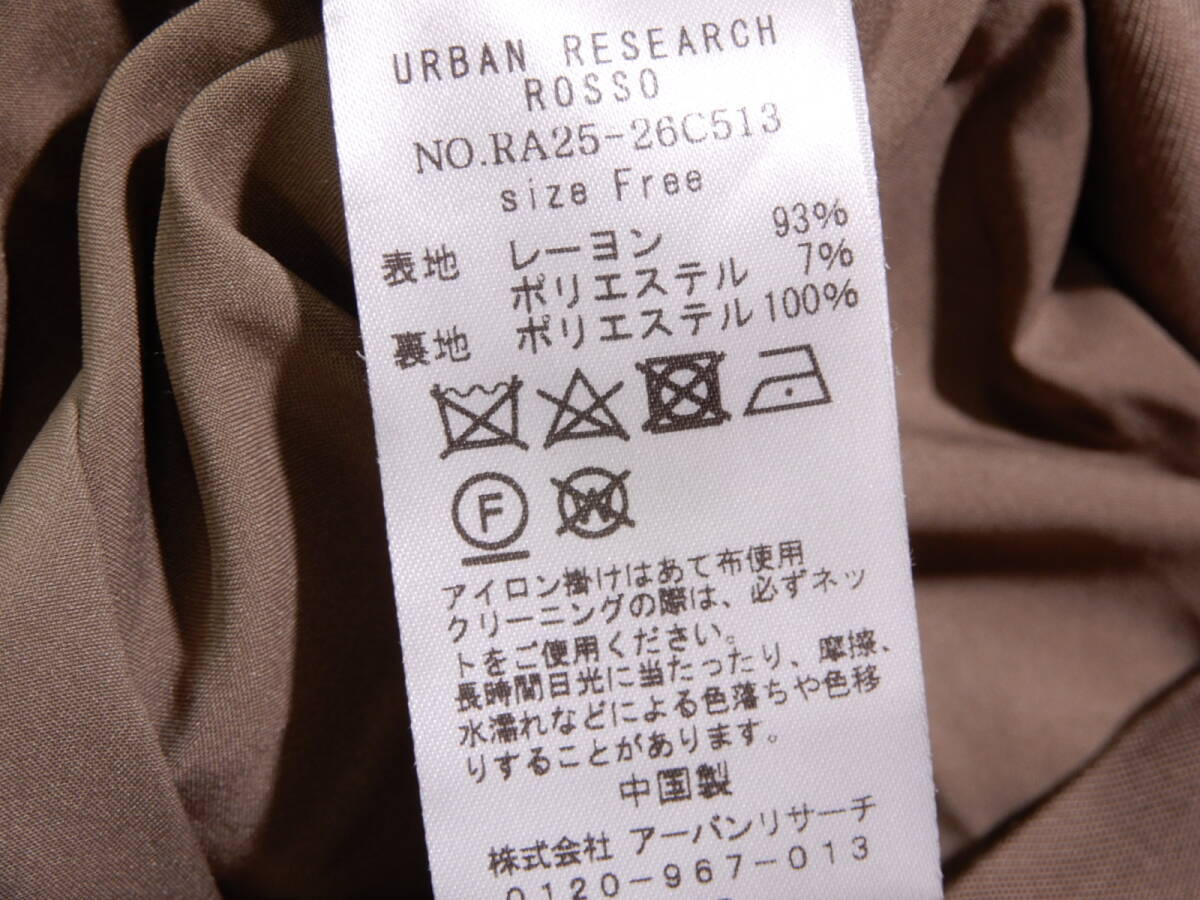 URBAN RESEARCH
ROSSO
NO.RA25-26C513
size Free
表地 レーヨン 93%
ポリエステル 7%
裏地 ポリエステル 100%
F W
アイロン掛けはあて布使用
クリーニングの際は、必ずネッ
トをご使用ください。
長時間日光に当たったり、摩擦、
水濡れなどによる色落ちや色移
りすることがあります。
中国製
株式会社 アーバンリサーチ
0120-967-013